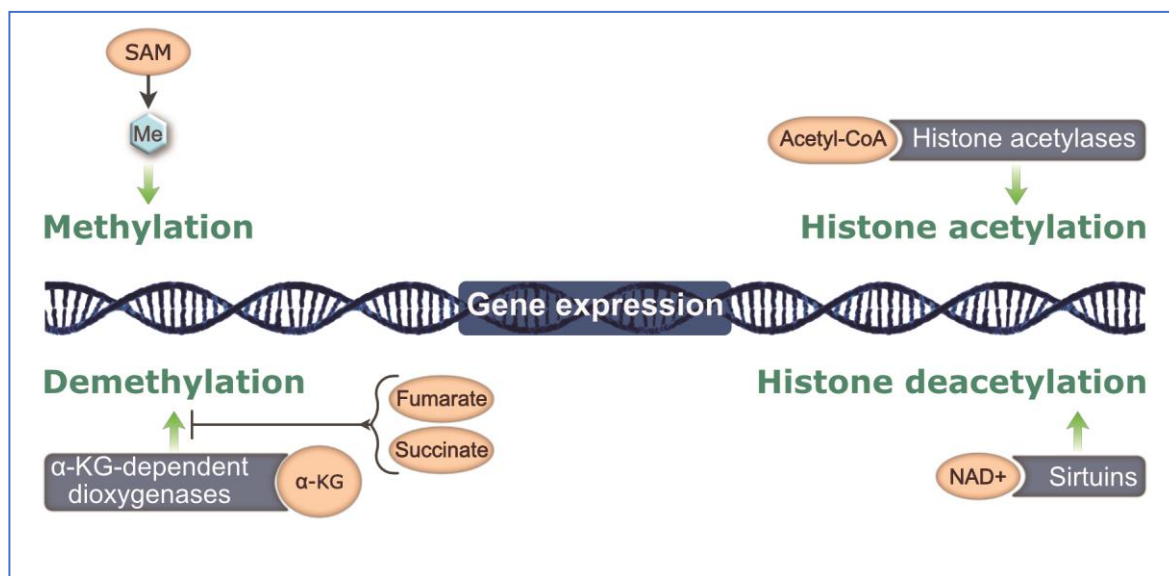 SAM
Me
Methylation
Acetyl-CoA
Histone acetylases
Histone acetylation
Gene expression
Demethylation
Fumarate
Succinate
α-KG-dependent
dioxygenases
α-KG
Histone deacetylation
NAD+
Sirtuins